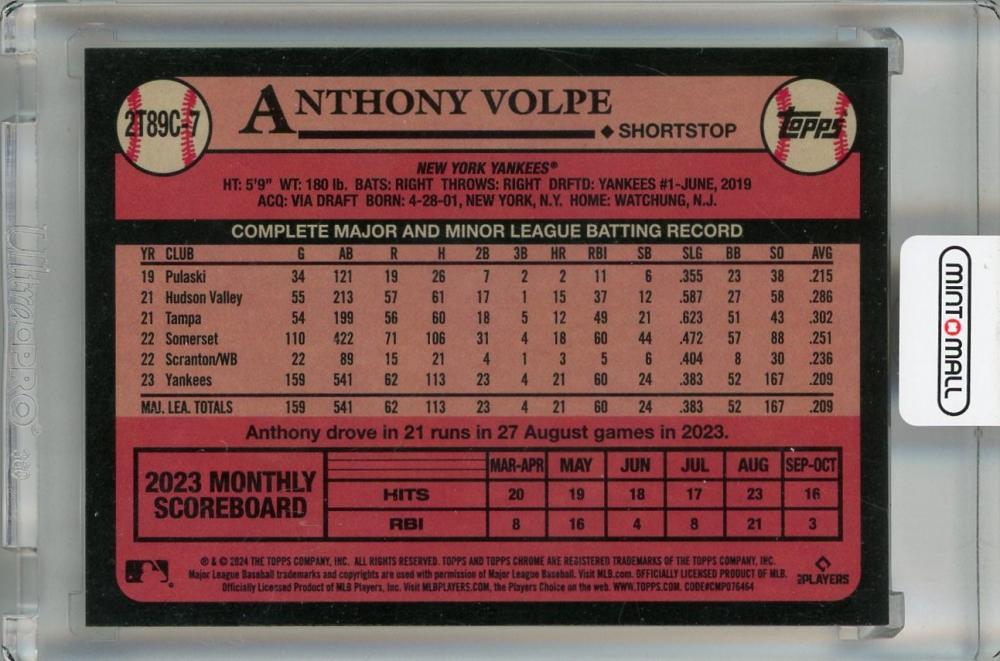 2T89C-7
ANTHONY VOLPE
◆ SHORTSTOP
Topps
NEW YORK YANKEES®
HT: 5'9" WT: 180 lb. BATS: RIGHT THROWS: RIGHT DRFTD: YANKEES #1-JUNE, 2019
ACQ: VIA DRAFT BORN: 4-28-01, NEW YORK, N.Y. HOME: WATCHUNG, N.J.
COMPLETE MAJOR AND MINOR LEAGUE BATTING RECORD
YR CLUB G AB R H 2B 3B HR RBI SB SLG BB SO AVG
19 Pulaski 34 121 19 26 7 2 2 11 6 .355 23 38 .215
21 Hudson Valley 55 213 57 61 17 1 15 37 12 .587 27 58 .286
21 Tampa 54 199 56 60 18 5 12 49 21 .623 51 43 .302
22 Somerset 110 422 71 106 31 4 18 60 44 .472 57 88 .251
22 Scranton/WB 22 89 15 21 4 1 3 5 6 .404 8 30 .236
23 Yankees 159 541 62 113 23 4 21 60 24 .383 52 167 .209
MAJ. LEA. TOTALS 159 541 62 113 23 4 21 60 24 .383 52 167 .209
Anthony drove in 21 runs in 27 August games in 2023.
2023 MONTHLY
SCOREBOARD
MAR-APR MAY JUN JUL AUG SEP-OCT
HITS 20 19 18 17 23 16
RBI 8 16 4 8 21 3
® & © 2024 THE TOPPS COMPANY, INC. ALL RIGHTS RESERVED. TOPPS AND TOPPS CHROME ARE REGISTERED TRADEMARKS OF THE TOPPS COMPANY, INC.
Major League Baseball trademarks and copyrights are used with permission of Major League Baseball. Visit MLB.com. OFFICIALLY LICENSED PRODUCT OF MLB.
Officially Licensed Product of MLB Players, Inc. Visit MLBPLAYERS.COM, the Players Choice on the web. WWW.TOPPS.COM. CODE#CMP076464
PLAYERS
MINTOMALL
UltraPRO